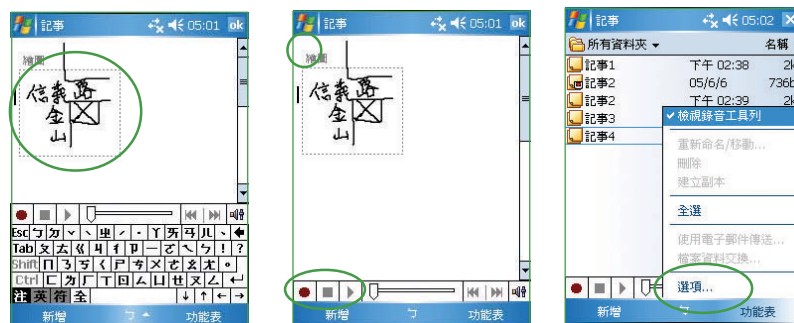 記事 05:01 ok
繪圖
信義路
金
山
Esc ㄅ ㄉ ˇ ˋ ㄓ ˊ ˙ ㄚ ㄞ ㄢ ㄦ 、
Tab ㄆ ㄊ ㄍ ㄐ ㄔ ㄗ ㄧ ㄛ ㄟ ㄣ ! ?
Shift ㄇ ㄋ ㄎ ㄑ ㄕ ㄘ ㄨ ㄜ ㄠ ㄤ 。
Ctrl ㄈ ㄌ ㄏ ㄒ ㄖ ㄙ ㄩ ㄝ ㄡ ㄥ
注 英 符 全 ↓ ↑ ← →
新增 ㄅ 功能表
記事 05:01 ok
繪圖
信義路
金
山
新增 ㄅ 功能表
記事 05:02
所有資料夾 名稱
記事1 下午 02:38 2k
記事2 05/6/6 736b
記事2 下午 02:39 2k
記事3
記事4
檢視錄音工具列
重新命名/移動...
刪除
建立副本
全選
使用電子郵件傳送...
檔案資料交換...
選項...
新增 ㄅ 功能表